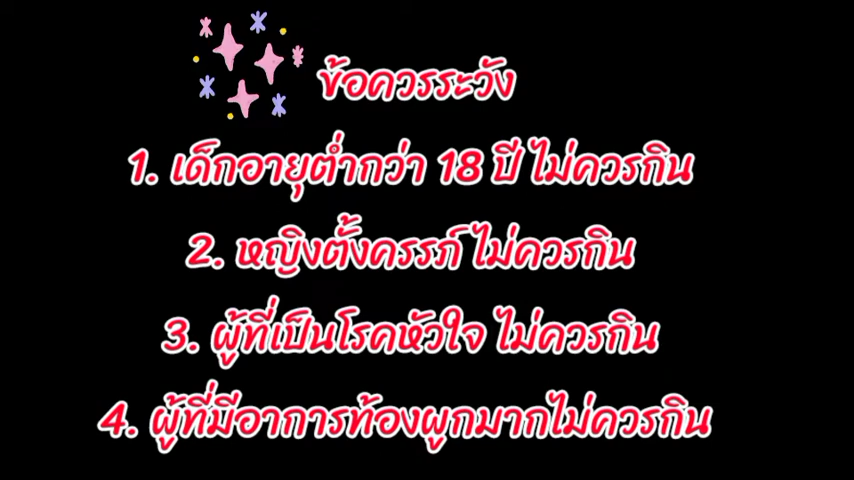 ข้อควรระวัง
1. เด็กอายุต่ำกว่า 18 ปี ไม่ควรกิน
2. หญิงตั้งครรภ์ ไม่ควรกิน
3. ผู้ที่เป็นโรคหัวใจ ไม่ควรกิน
4. ผู้ที่มีอาการท้องผูกมากไม่ควรกิน